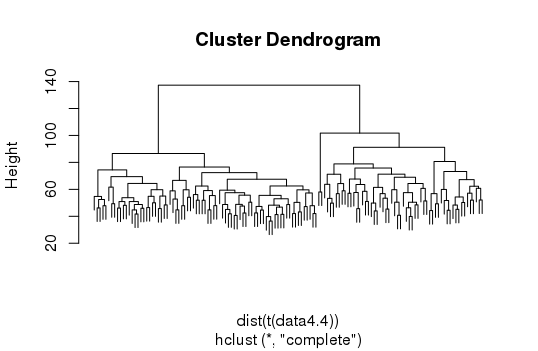 Cluster Dendrogram
Height
140
100
60
20
dist(t(data4.4))
hclust (*, "complete")